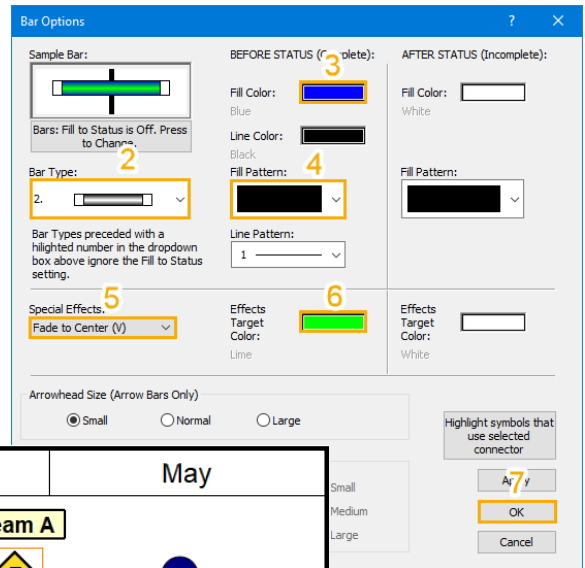 Bar Options ? ×
Sample Bar: BEFORE STATUS (Complete): AFTER STATUS (Incomplete):
3
Fill Color: Fill Color:
Blue White
Bars: Fill to Status is Off. Press
to Change.
Line Color:
Black
2 4
Bar Type: Fill Pattern: Fill Pattern:
2.
Bar Types preceded with a
hilighted number in the dropdown
box above ignore the Fill to Status
setting.
Line Pattern:
1
5 6
Special Effects:
Fade to Center (V)
Effects
Target
Color:
Lime
Effects
Target
Color:
White
Arrowhead Size (Arrow Bars Only)
Small Normal Large
Highlight symbols that
use selected
connector
May
Small
Medium
Large
Apply
7
OK
Cancel
eam A